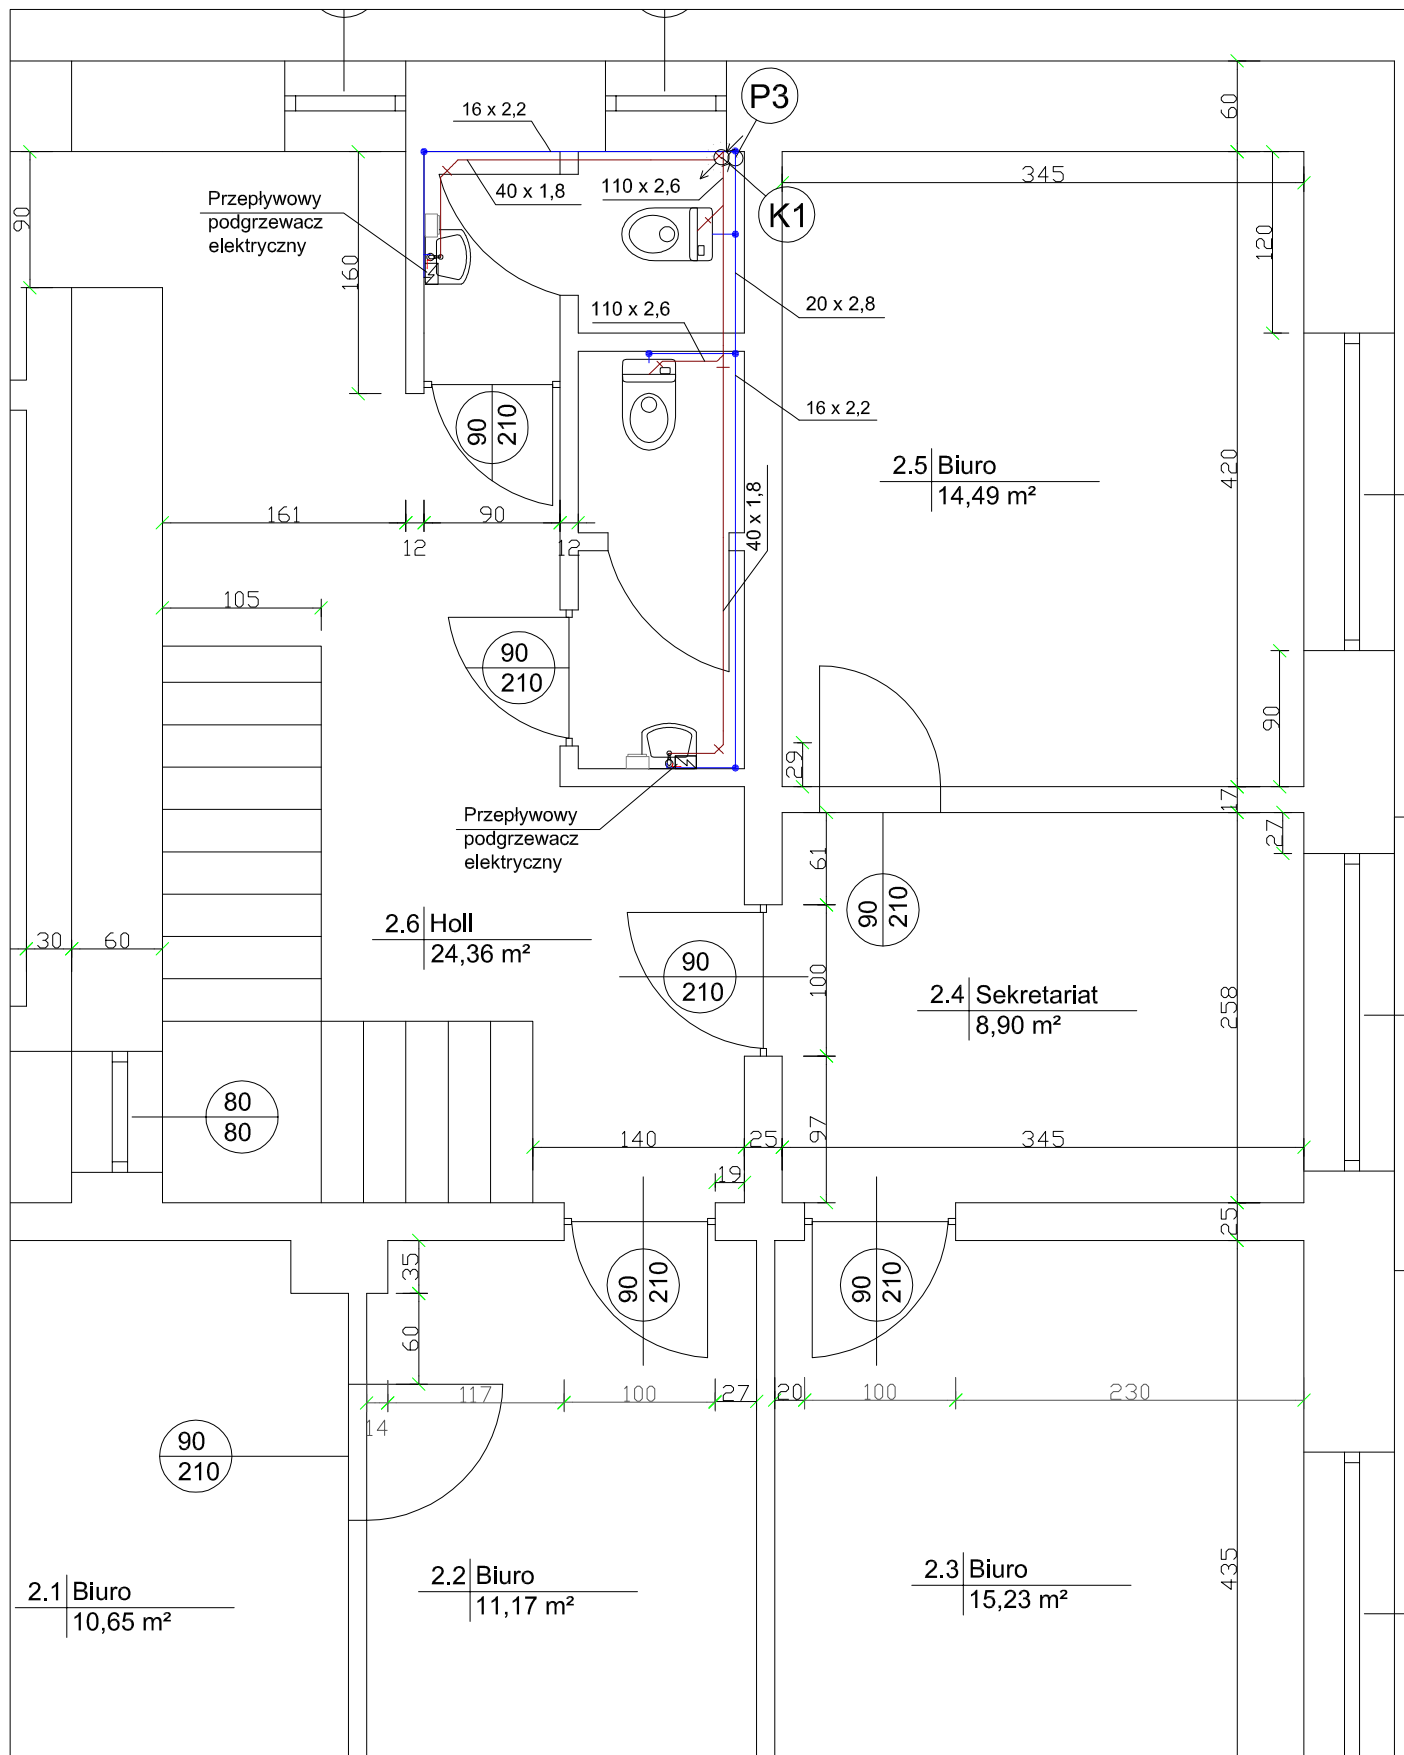 P3
60
16 x 2,2
345
40 x 1,8
110 x 2,6
Przepływowy
podgrzewacz
elektryczny
K1
90
120
160
110 x 2,6
20 x 2,8
16 x 2,2
90
210
2.5 Biuro
14,49 m²
420
161
90
12
12
40 x 1,8
105
90
210
90
29
17
27
Przepływowy
podgrzewacz
elektryczny
61
90
210
2.6 Holl
24,36 m²
30
60
90
210
100
2.4 Sekretariat
8,90 m²
258
80
80
140
25
97
345
19
25
35
90
210
90
210
60
117
100
27
20
100
230
14
90
210
2.1 Biuro
10,65 m²
2.2 Biuro
11,17 m²
2.3 Biuro
15,23 m²
435